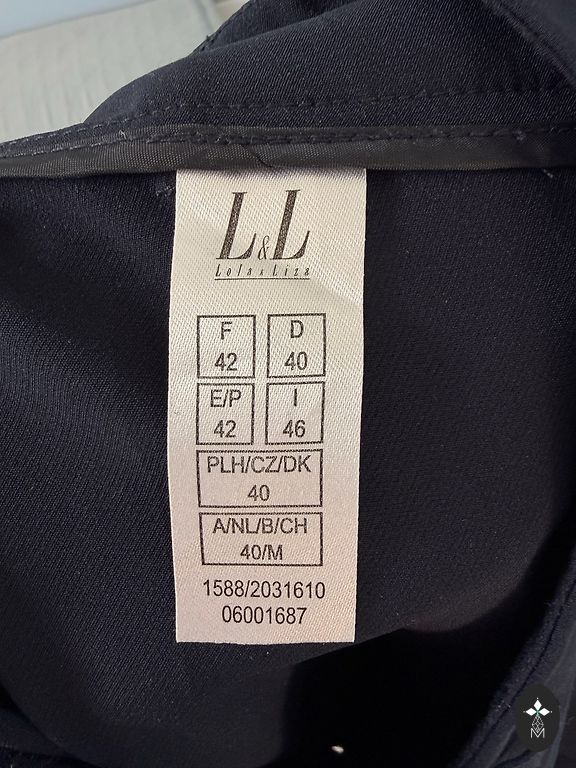 L&L
Lola&Liza
F D
42 40
E/P I
42 46
PLH/CZ/DK
40
A/NL/B/CH
40/M
1588/2031610
06001687
M